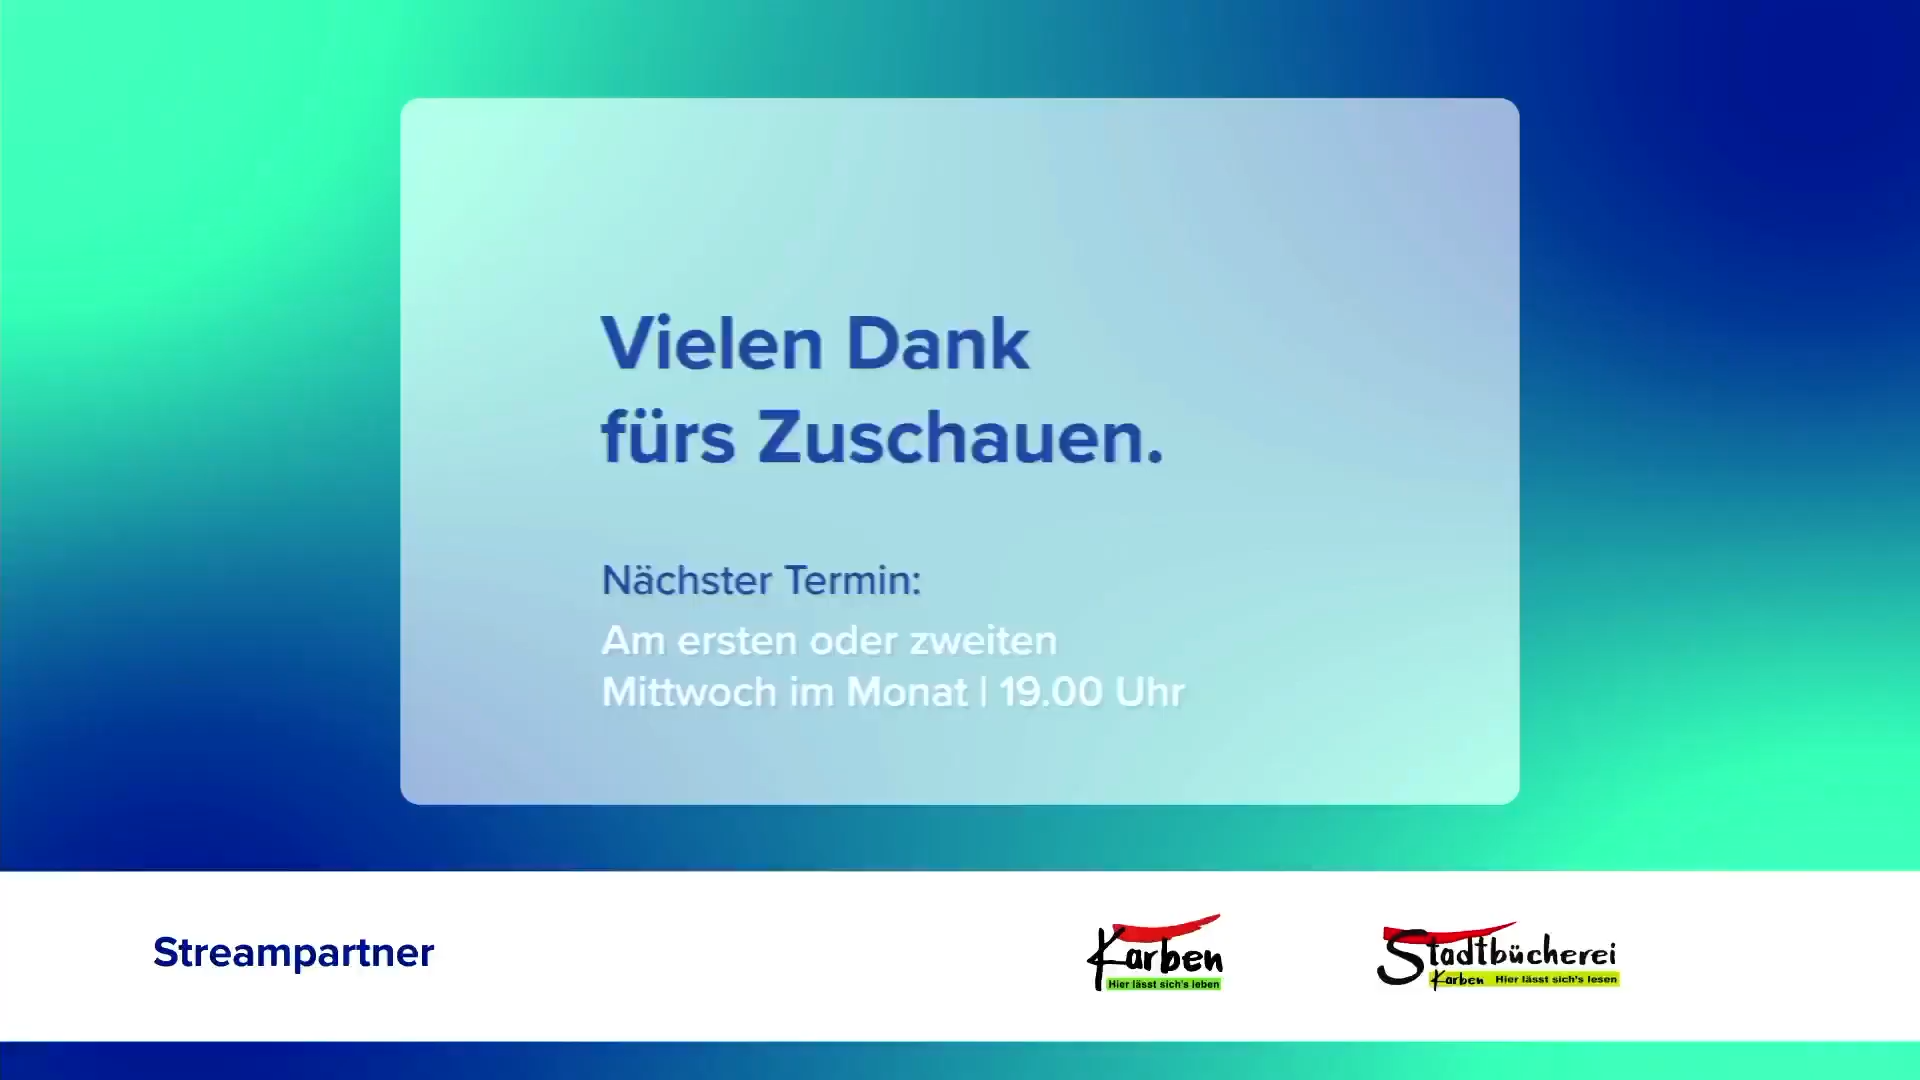 Vielen Dank
fürs Zuschauen.
Nächster Termin:
Am ersten oder zweiten
Mittwoch im Monat | 19.00 Uhr
Streampartner
Karben
Hier lässt sich's leben
Stadtbücherei
Karben Hier lässt sich's lesen